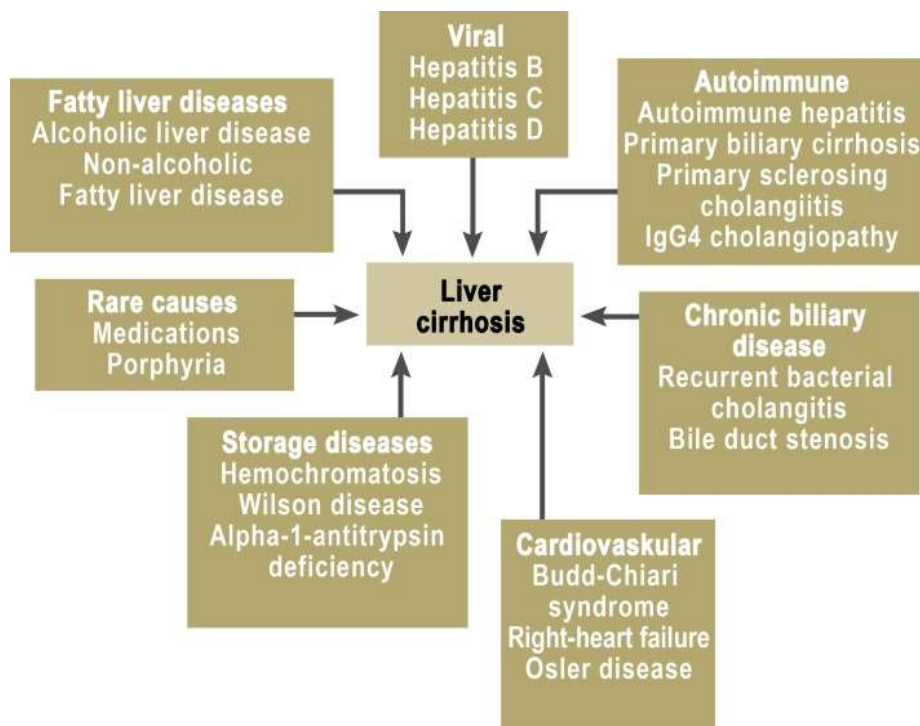 Viral
Hepatitis B
Hepatitis C
Hepatitis D
Fatty liver diseases
Alcoholic liver disease
Non-alcoholic
Fatty liver disease
Autoimmune
Autoimmune hepatitis
Primary biliary cirrhosis
Primary sclerosing
cholangiitis
IgG4 cholangiopathy
Liver
cirrhosis
Rare causes
Medications
Porphyria
Chronic biliary
disease
Recurrent bacterial
cholangitis
Bile duct stenosis
Storage diseases
Hemochromatosis
Wilson disease
Alpha-1-antitrypsin
deficiency
Cardiovaskular
Budd-Chiari
syndrome
Right-heart failure
Osler disease